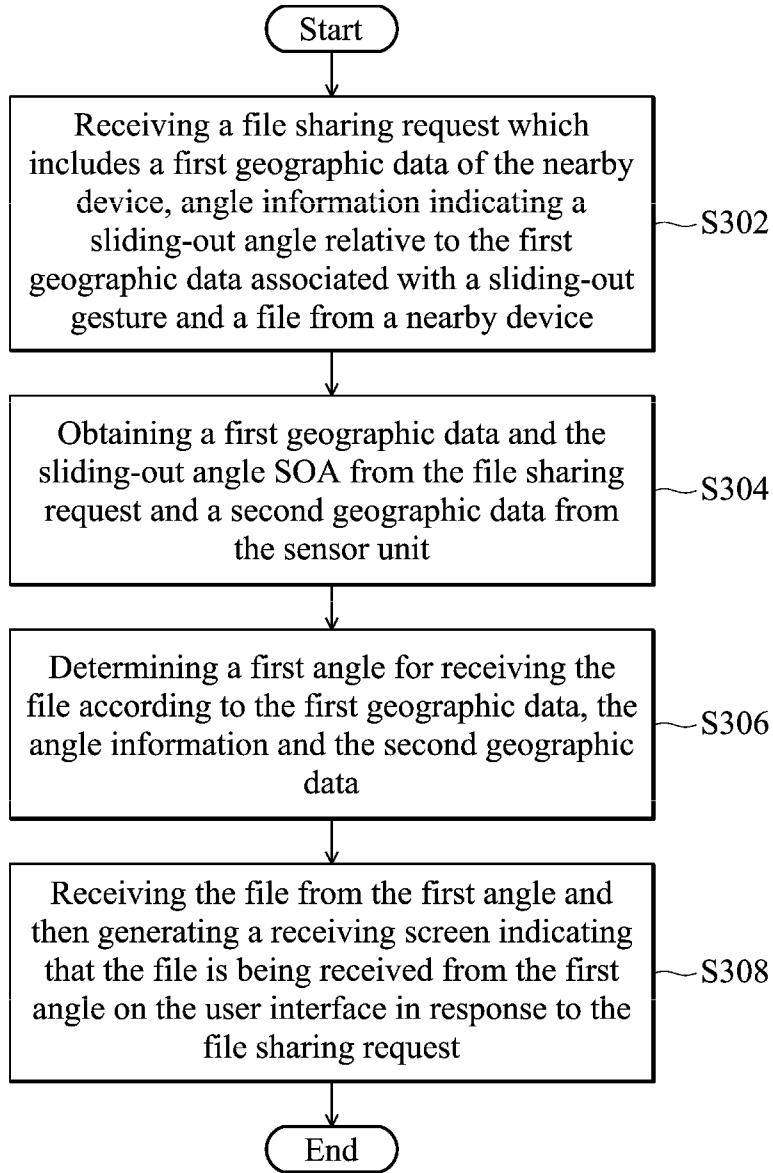 Start
Receiving a file sharing request which
includes a first geographic data of the nearby
device, angle information indicating a
sliding-out angle relative to the first
geographic data associated with a sliding-out
gesture and a file from a nearby device
S302
Obtaining a first geographic data and the
sliding-out angle SOA from the file sharing
request and a second geographic data from
the sensor unit
S304
Determining a first angle for receiving the
file according to the first geographic data, the
angle information and the second geographic
data
S306
Receiving the file from the first angle and
then generating a receiving screen indicating
that the file is being received from the first
angle on the user interface in response to the
file sharing request
S308
End